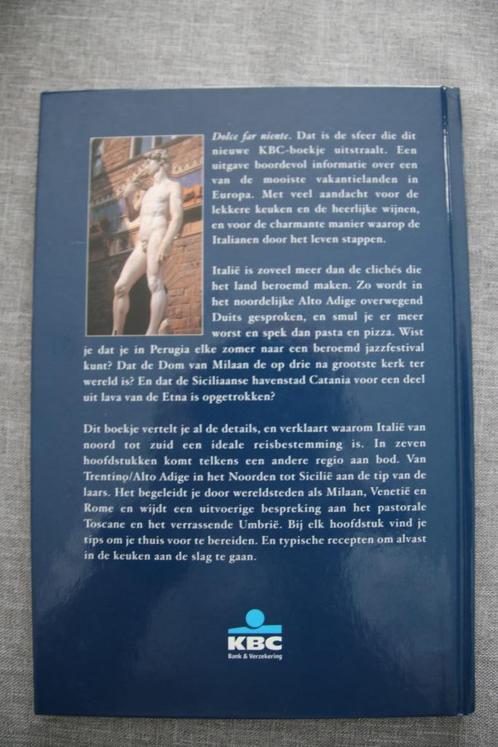 Dolce far niente. Dat is de sfeer die dit
nieuwe KBC-boekje uitstraalt. Een
uitgave boordevol informatie over een
van de mooiste vakantielanden in
Europa. Met veel aandacht voor de
lekkere keuken en de heerlijke wijnen,
en voor de charmante manier waarop de
Italianen door het leven stappen.
Italië is zoveel meer dan de clichés die
het land beroemd maken. Zo wordt in
het noordelijke Alto Adige overwegend
Duits gesproken, en smul je er meer
worst en spek dan pasta en pizza. Wist
je dat je in Perugia elke zomer naar een beroemd jazzfestival
kunt? Dat de Dom van Milaan de op drie na grootste kerk ter
wereld is? En dat de Siciliaanse havenstad Catania voor een deel
uit lava van de Etna is opgetrokken?
Dit boekje vertelt je al de details, en verklaart waarom Italië van
noord tot zuid een ideale reisbestemming is. In zeven
hoofdstukken komt telkens een andere regio aan bod. Van
Trentino/Alto Adige in het Noorden tot Sicilië aan de tip van de
laars. Het begeleidt je door wereldsteden als Milaan, Venetië en
Rome en wijdt een uitvoerige bespreking aan het pastorale
Toscane en het verrassende Umbrië. Bij elk hoofdstuk vind je
tips om je thuis voor te bereiden. En typische recepten om alvast
in de keuken aan de slag te gaan.
KBC
Bank & Verzekering